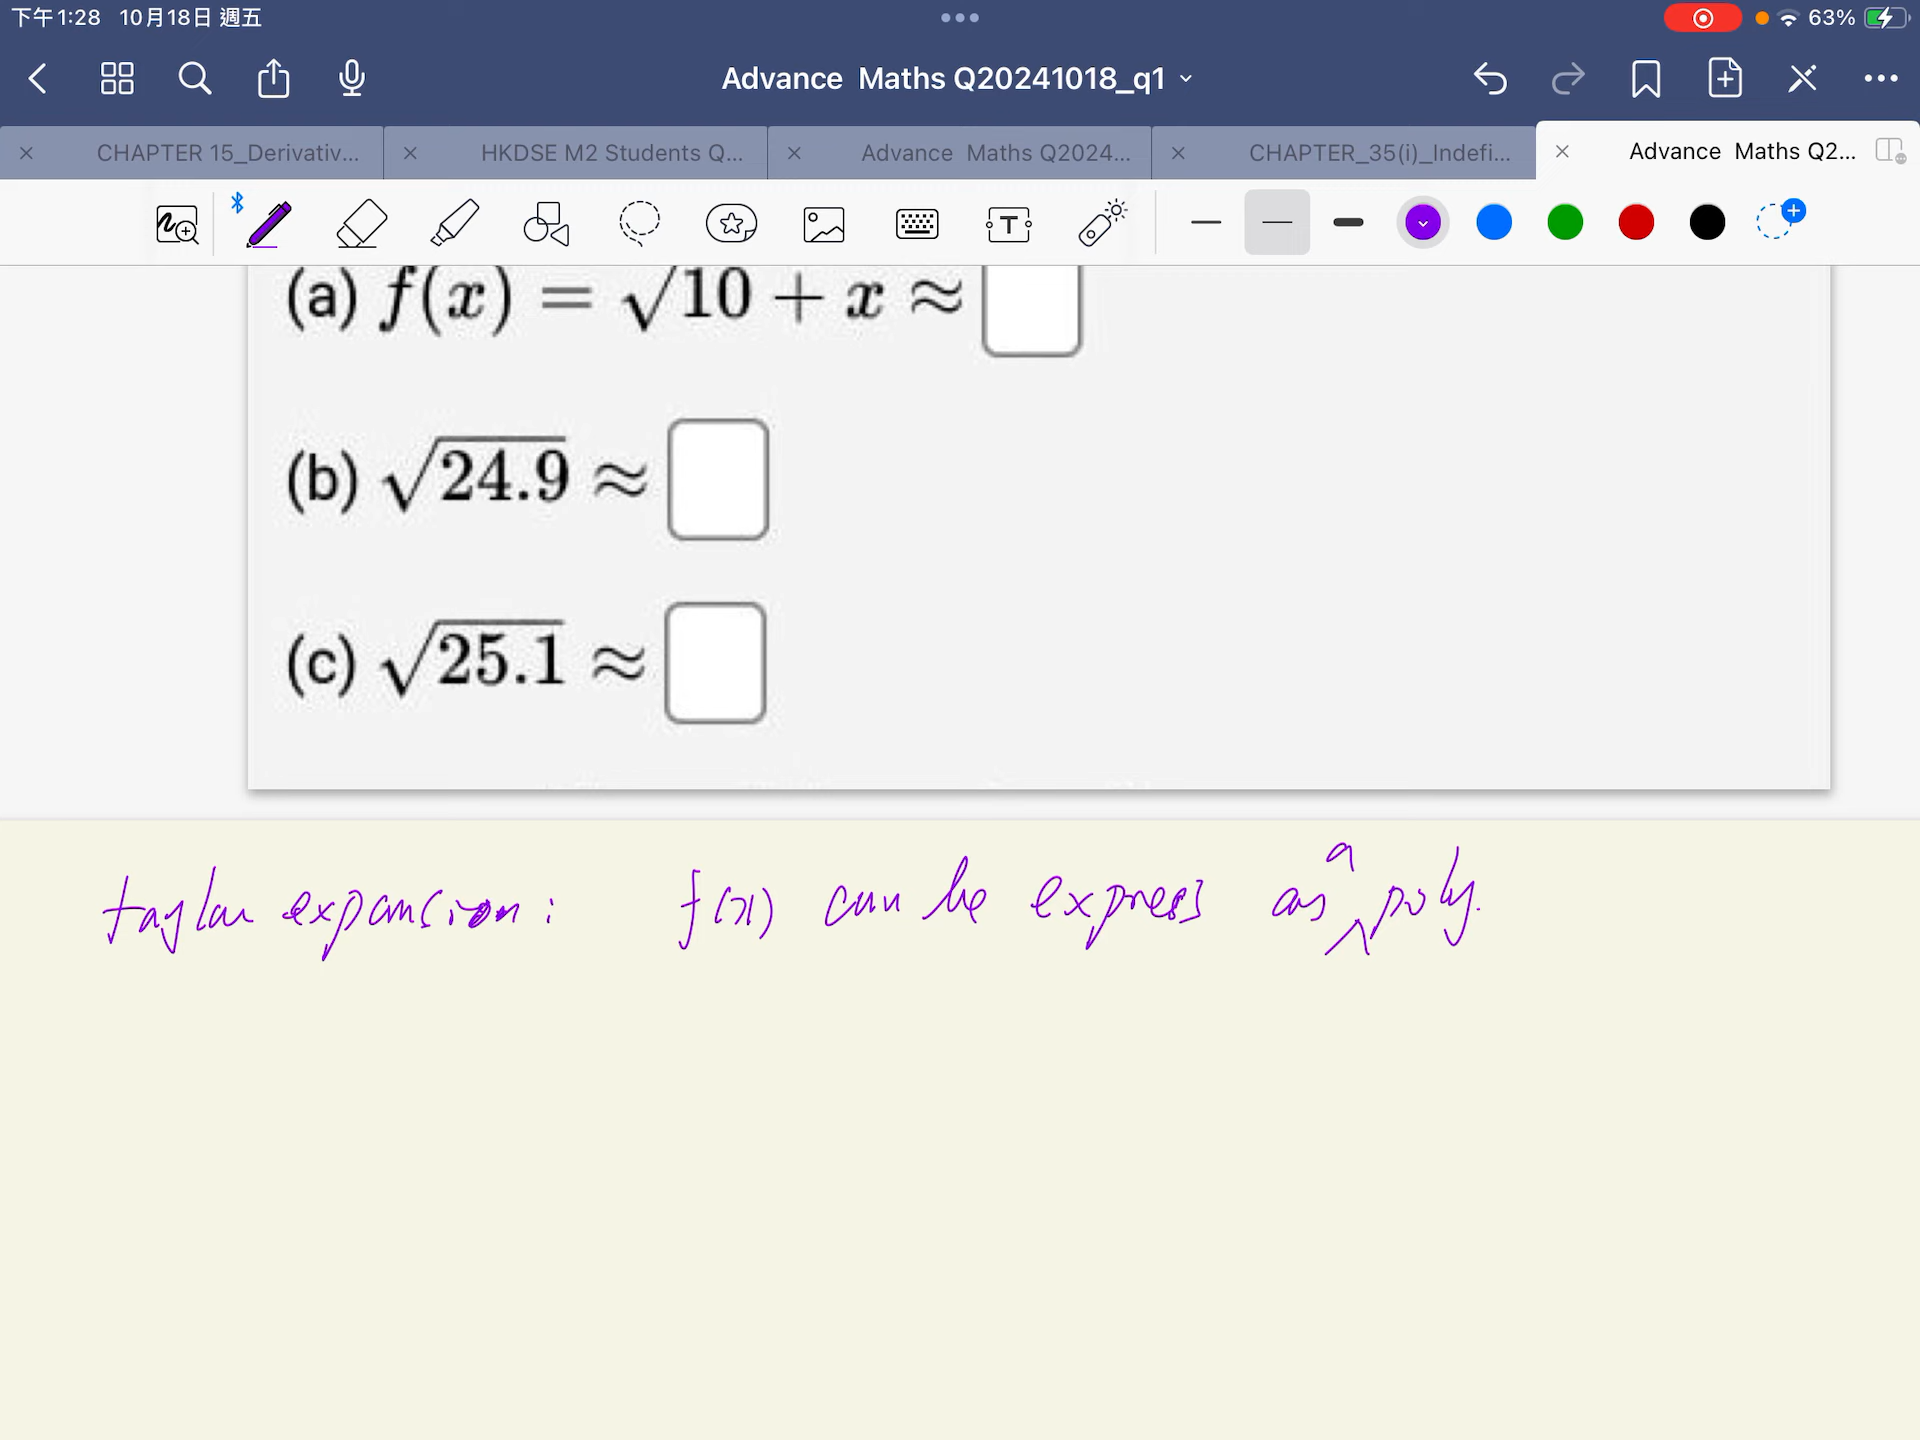 下午1:28 10月18日 週五
63%
Advance Maths Q20241018_q1
CHAPTER 15_Derivativ...
HKDSE M2 Students Q...
Advance Maths Q2024...
CHAPTER_35(i)_Indefi...
Advance Maths Q2...
(a) f(x) = √10 + x ≈
(b) √24.9 ≈
(c) √25.1 ≈
taylor expansion: f(x) can be express as a poly.